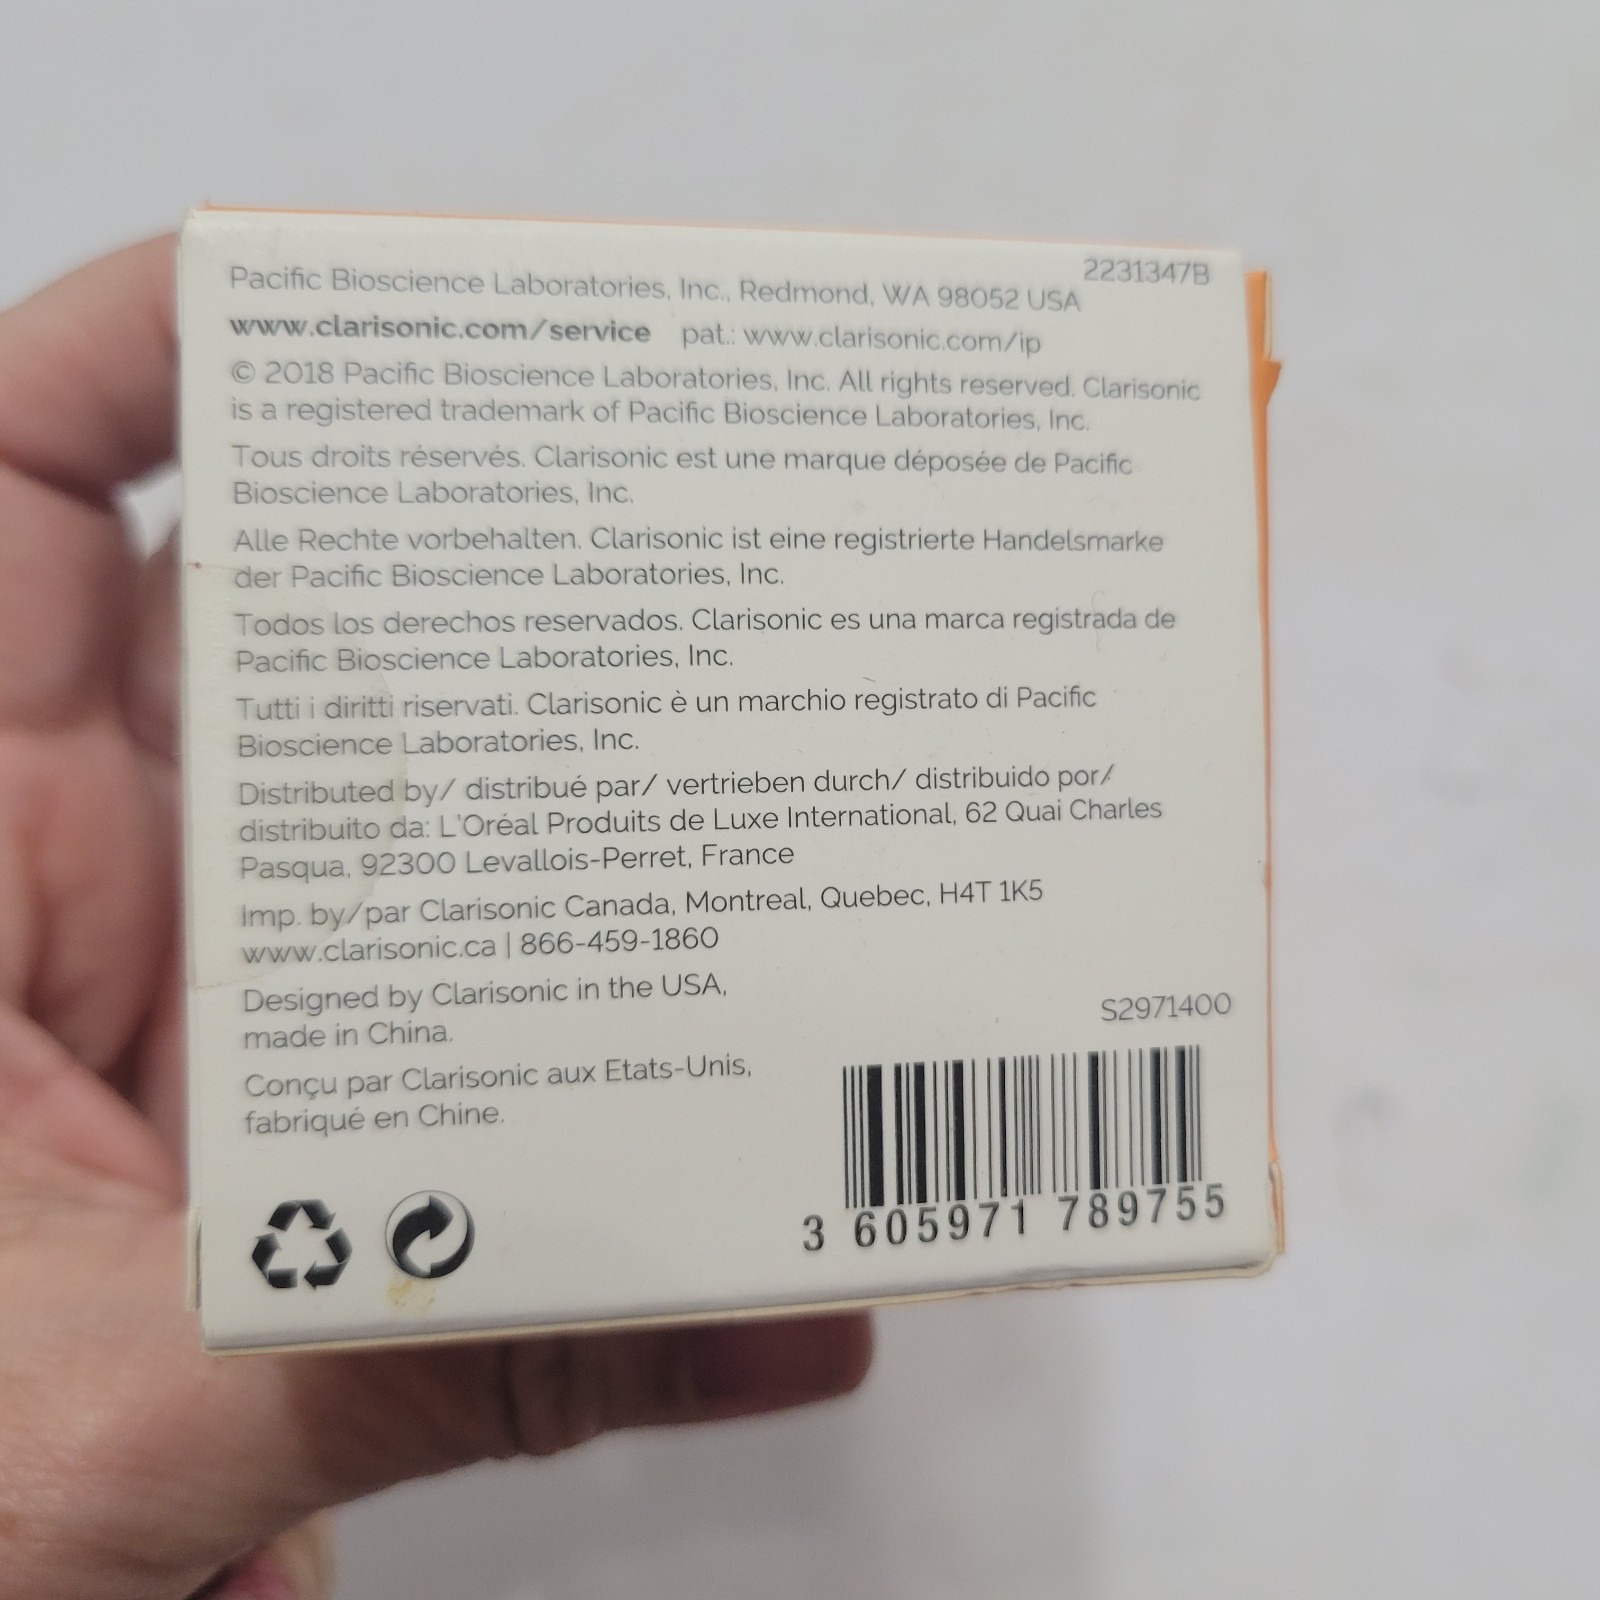 2231347B
Pacific Bioscience Laboratories, Inc., Redmond, WA 98052 USA
www.clarisonic.com/service pat.: www.clarisonic.com/ip
© 2018 Pacific Bioscience Laboratories, Inc. All rights reserved. Clarisonic
is a registered trademark of Pacific Bioscience Laboratories, Inc.
Tous droits réservés. Clarisonic est une marque déposée de Pacific
Bioscience Laboratories, Inc.
Alle Rechte vorbehalten. Clarisonic ist eine registrierte Handelsmarke
der Pacific Bioscience Laboratories, Inc.
Todos los derechos reservados. Clarisonic es una marca registrada de
Pacific Bioscience Laboratories, Inc.
Tutti i diritti riservati. Clarisonic è un marchio registrato di Pacific
Bioscience Laboratories, Inc.
Distributed by/ distribué par/ vertrieben durch/ distribuido por/
distribuito da: L'Oréal Produits de Luxe International, 62 Quai Charles
Pasqua, 92300 Levallois-Perret, France
Imp. by/par Clarisonic Canada, Montreal, Quebec, H4T 1K5
www.clarisonic.ca | 866-459-1860
Designed by Clarisonic in the USA,
made in China.
S2971400
Conçu par Clarisonic aux Etats-Unis,
fabriqué en Chine.
3 605971 789755